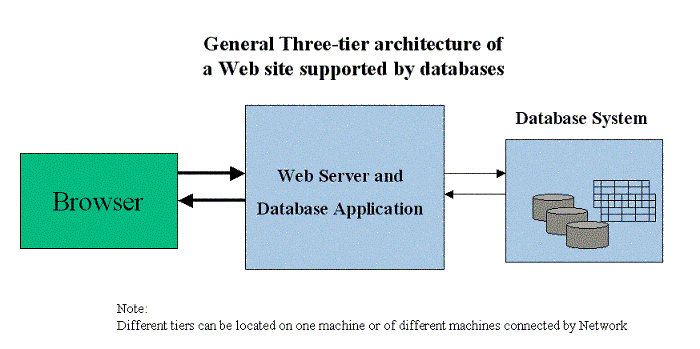 General Three-tier architecture of
a Web site supported by databases
Database System
Browser
Web Server and
Database Application
Note:
Different tiers can be located on one machine or of different machines connected by Network